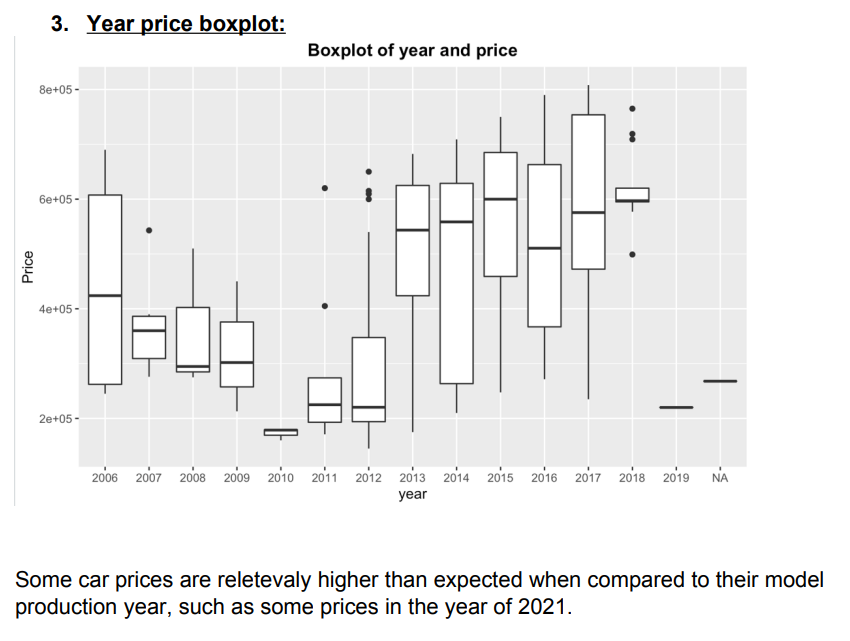 3. Year price boxplot:
Boxplot of year and price
8e+05
6e+05
Price
4e+05
2e+05
2006 2007 2008 2009 2010 2011 2012 2013 2014 2015 2016 2017 2018 2019 NA
year
Some car prices are reletevaly higher than expected when compared to their model
production year, such as some prices in the year of 2021.